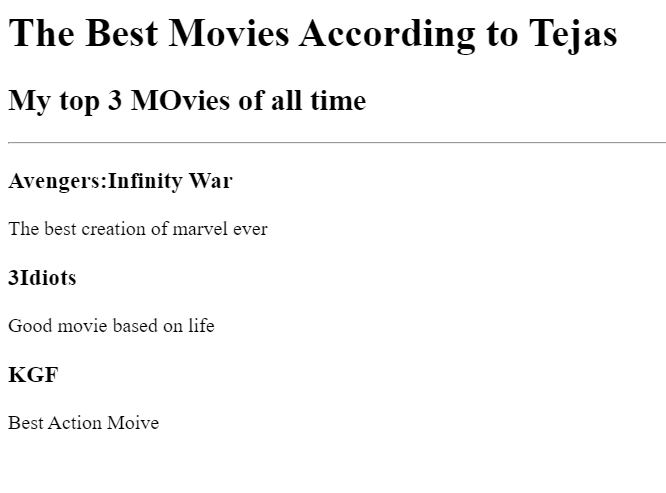 The Best Movies According to Tejas
My top 3 MOvies of all time
Avengers:Infinity War
The best creation of marvel ever
3Idiots
Good movie based on life
KGF
Best Action Moive